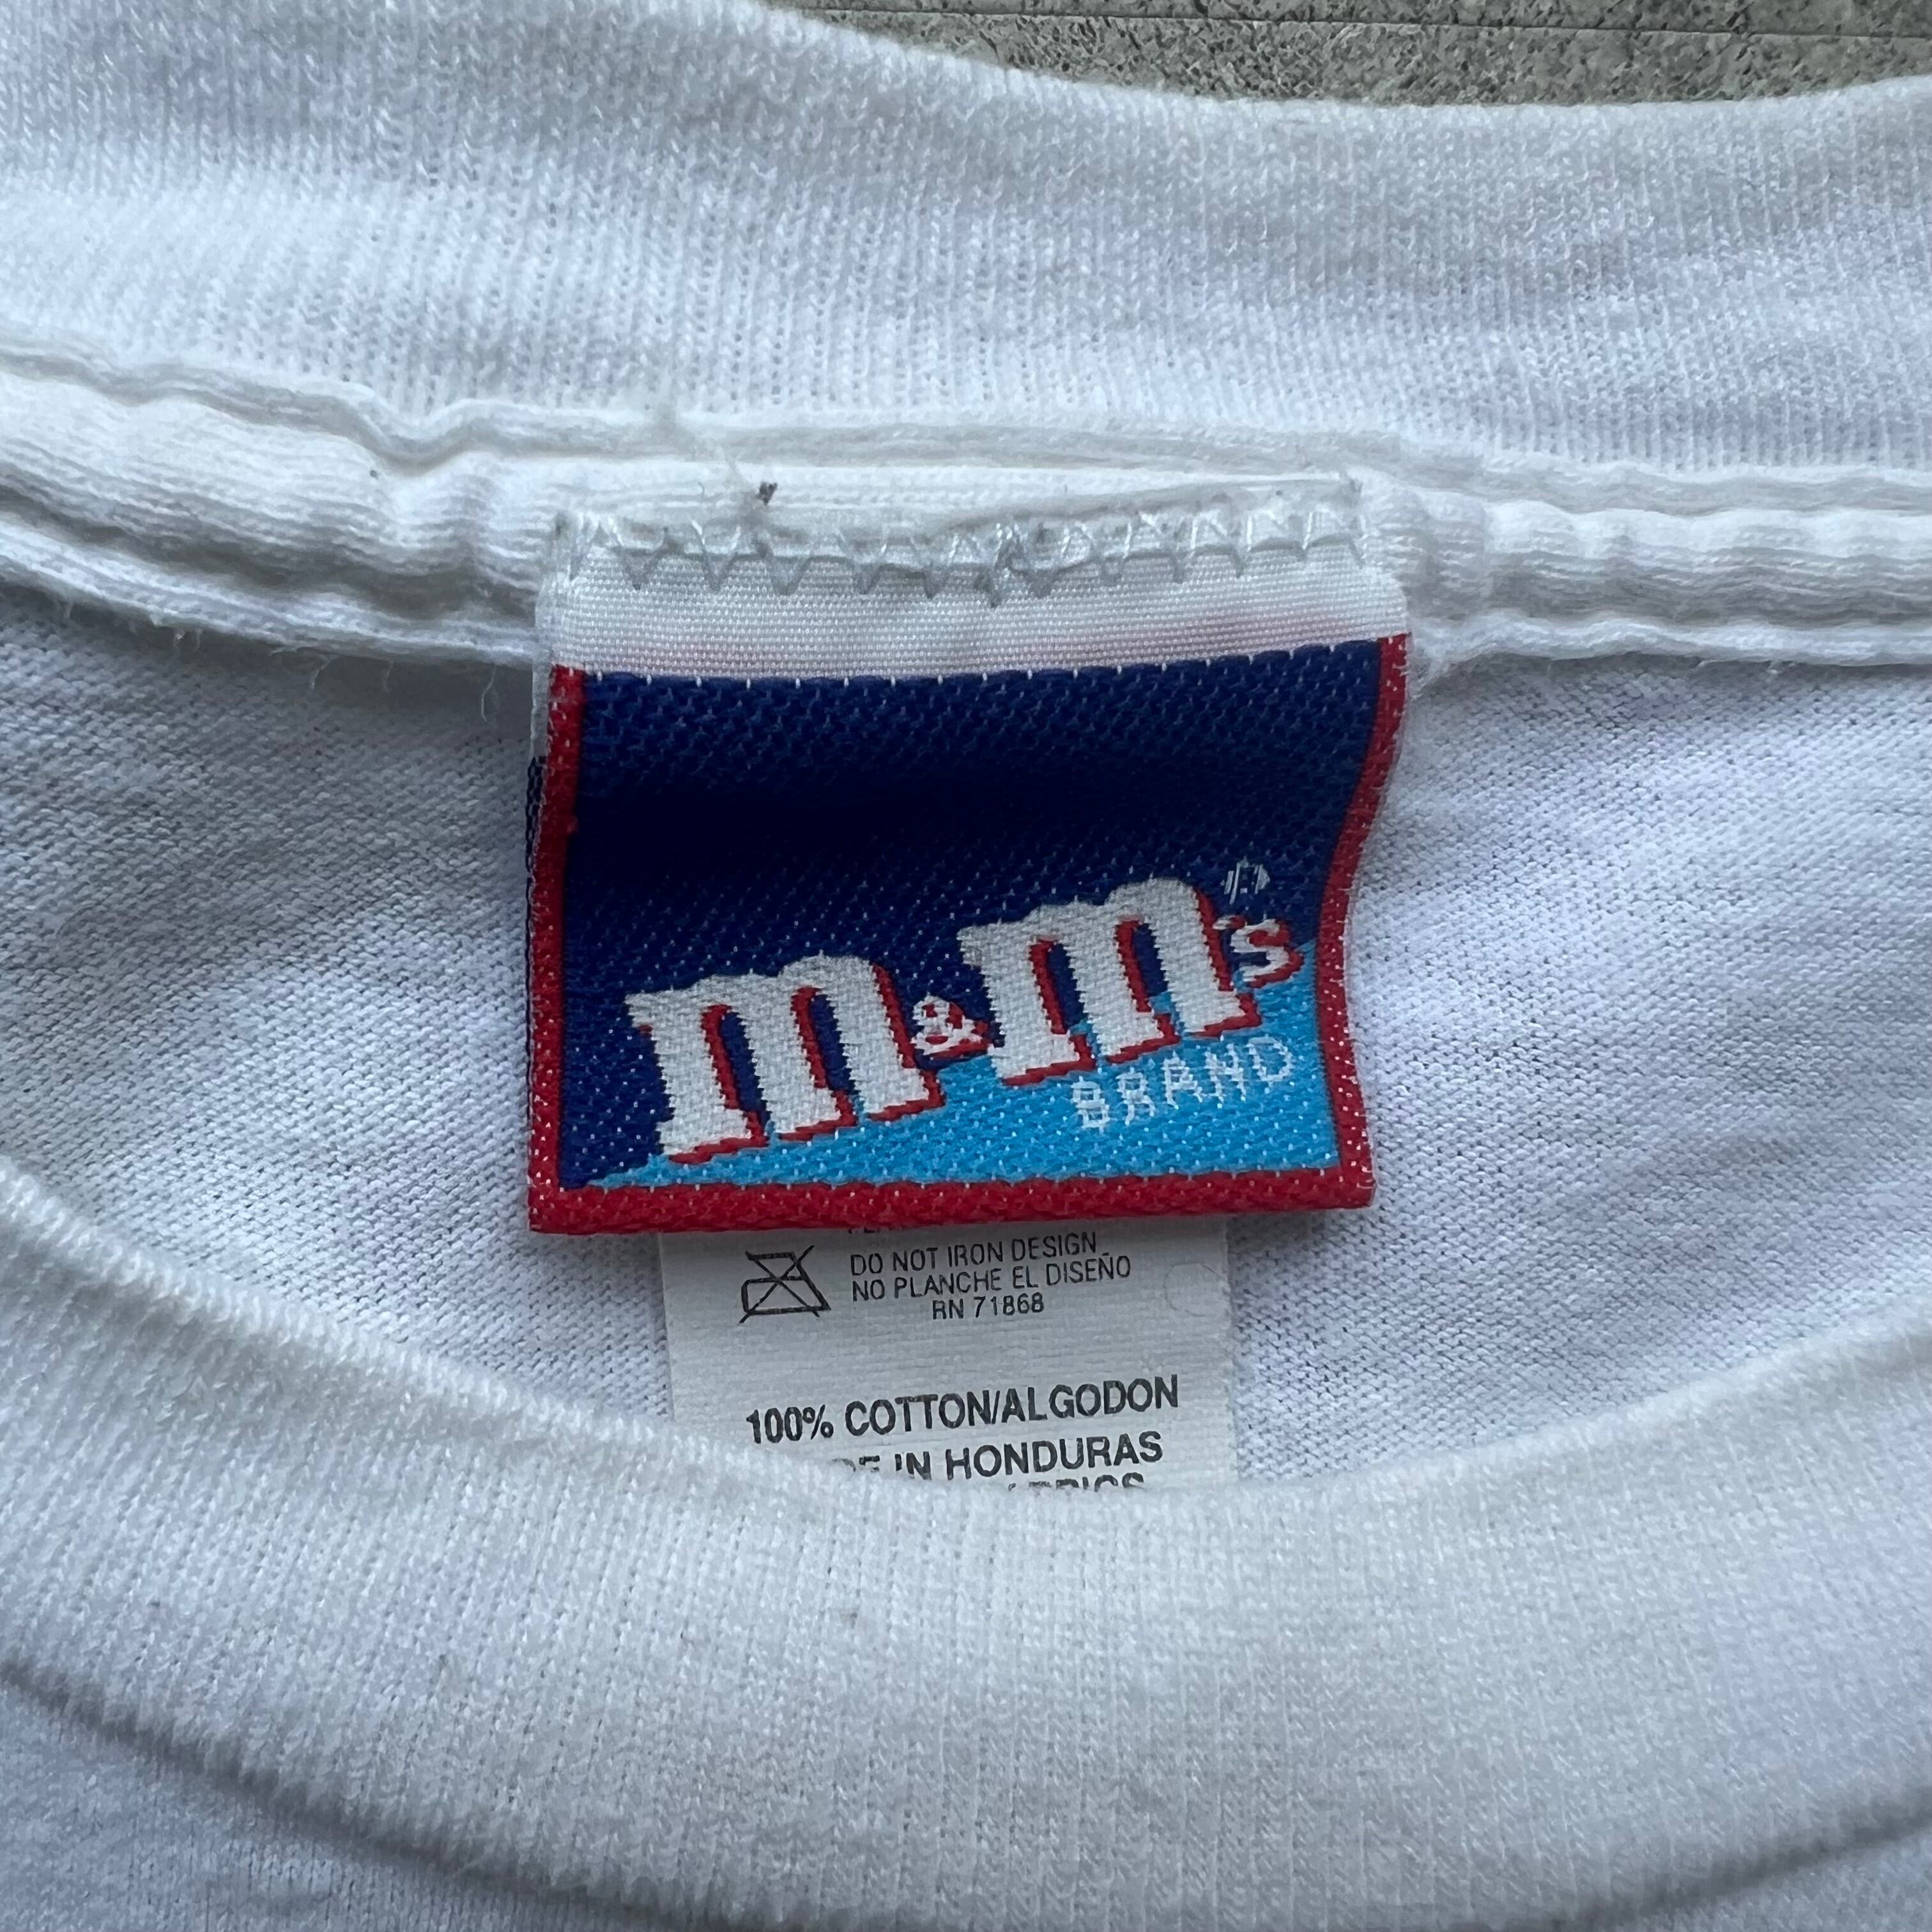 m&m's®
BRAND
DO NOT IRON DESIGN
NO PLANCHE EL DISEÑO
RN 71868
100% COTTON/ALGODON
IN HONDURAS